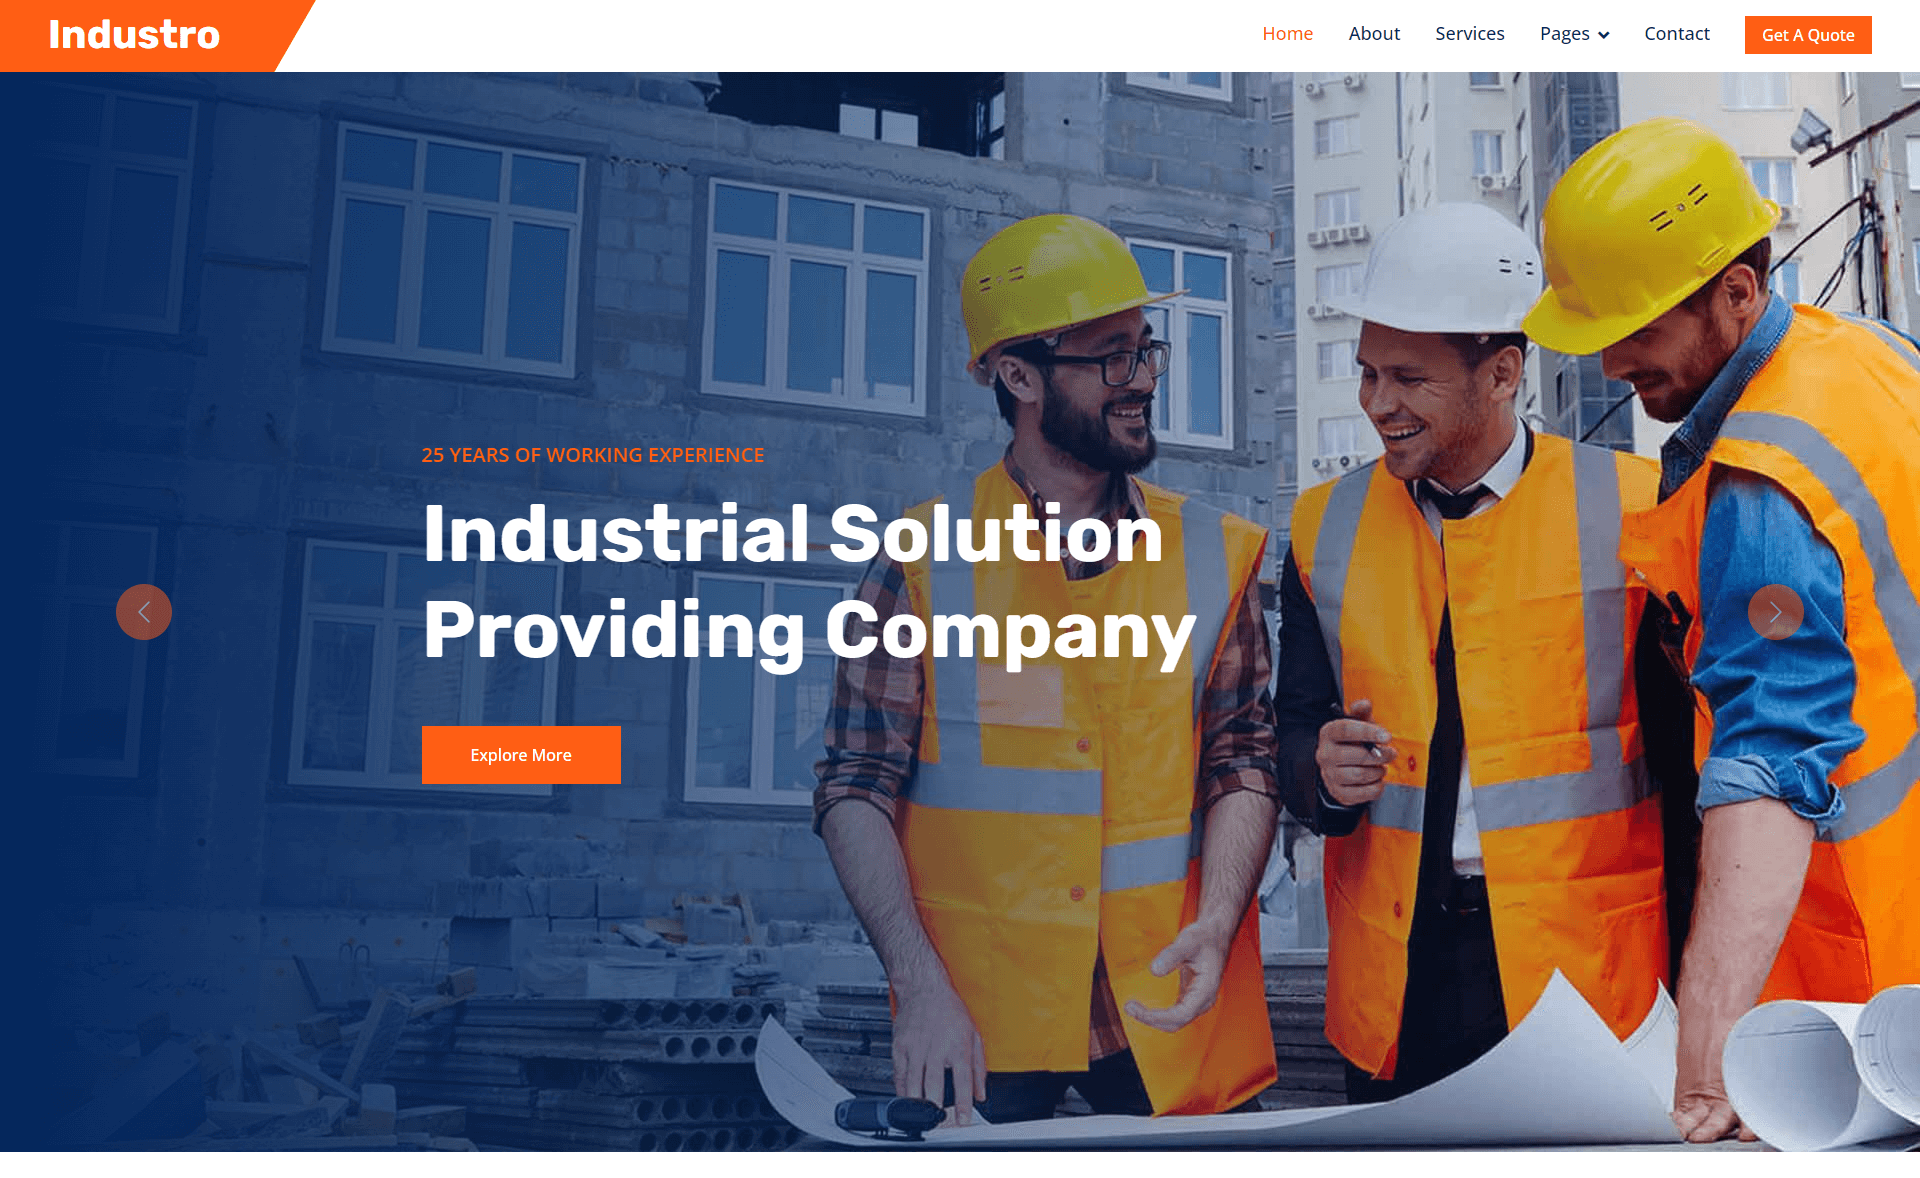 Industro
Home
About
Services
Pages
Contact
Get A Quote
25 YEARS OF WORKING EXPERIENCE
Industrial Solution
Providing Company
Explore More